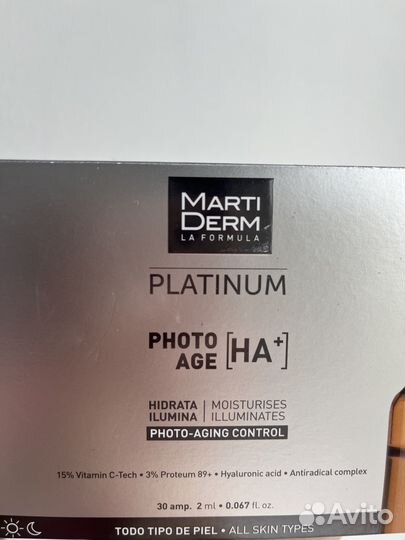 MARTI
DERM
LA FORMULA
PLATINUM
PHOTO
AGE [HA+]
HIDRATA | MOISTURISES
ILUMINA | ILLUMINATES
PHOTO-AGING CONTROL
15% Vitamin C-Tech • 3% Proteum 89+ • Hyaluronic acid • Antiradical complex
30 amp. 2 ml • 0.067 fl. oz.
TODO TIPO DE PIEL • ALL SKIN TYPES
Avito